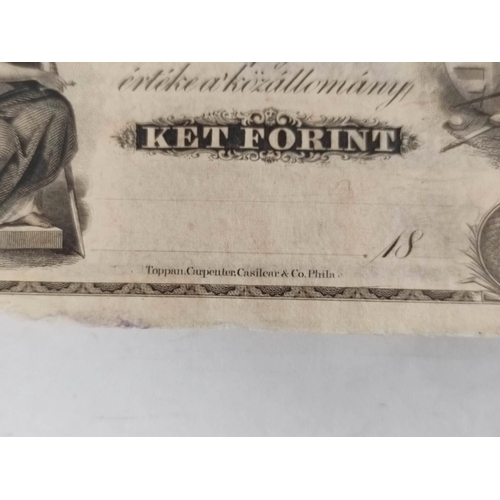 értéke a' közállomány,
KET FORINT
, 18
Toppan, Carpenter, Casilear & Co. Phila.